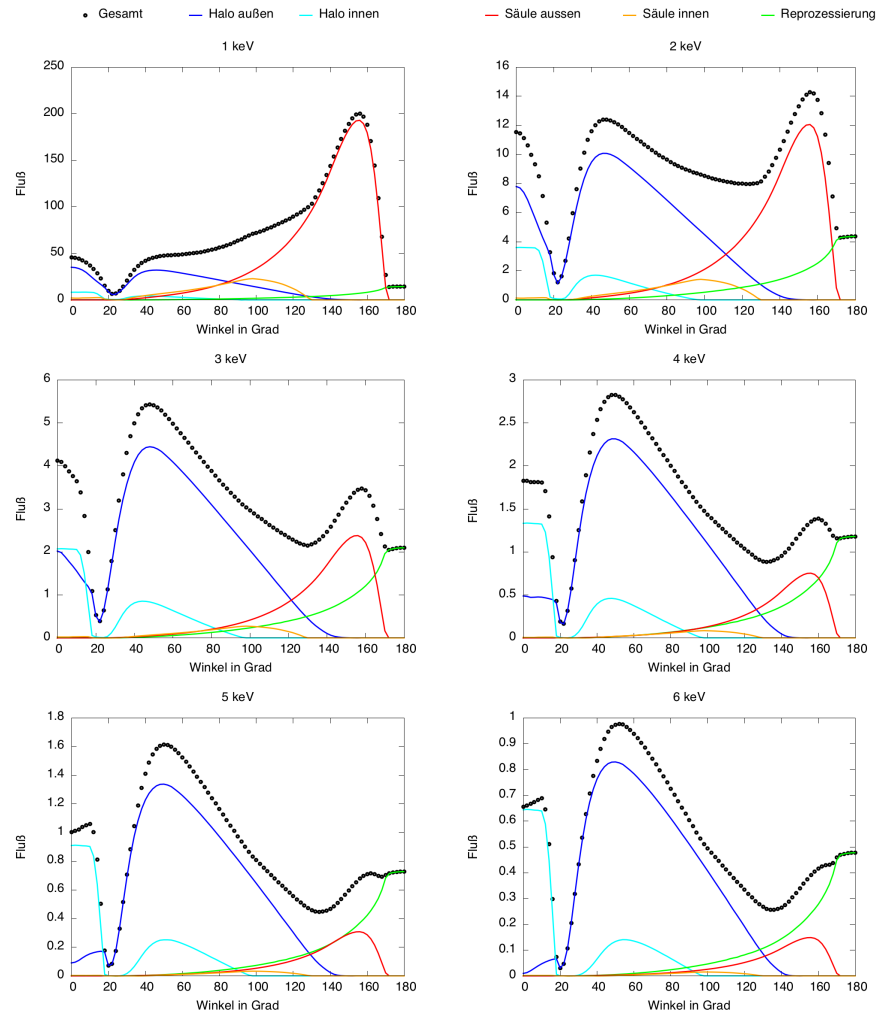 Gesamt Halo außen Halo innen Säule aussen Säule innen Reprozessierung
1 keV
250
200
150
100
50
0
Fluß
0 20 40 60 80 100 120 140 160 180
Winkel in Grad
2 keV
16
14
12
10
8
6
4
2
0
Fluß
0 20 40 60 80 100 120 140 160 180
Winkel in Grad
3 keV
6
5
4
3
2
1
0
Fluß
0 20 40 60 80 100 120 140 160 180
Winkel in Grad
4 keV
3
2.5
2
1.5
1
0.5
0
Fluß
0 20 40 60 80 100 120 140 160 180
Winkel in Grad
5 keV
1.8
1.6
1.4
1.2
1
0.8
0.6
0.4
0.2
0
Fluß
0 20 40 60 80 100 120 140 160 180
Winkel in Grad
6 keV
1
0.9
0.8
0.7
0.6
0.5
0.4
0.3
0.2
0.1
0
Fluß
0 20 40 60 80 100 120 140 160 180
Winkel in Grad